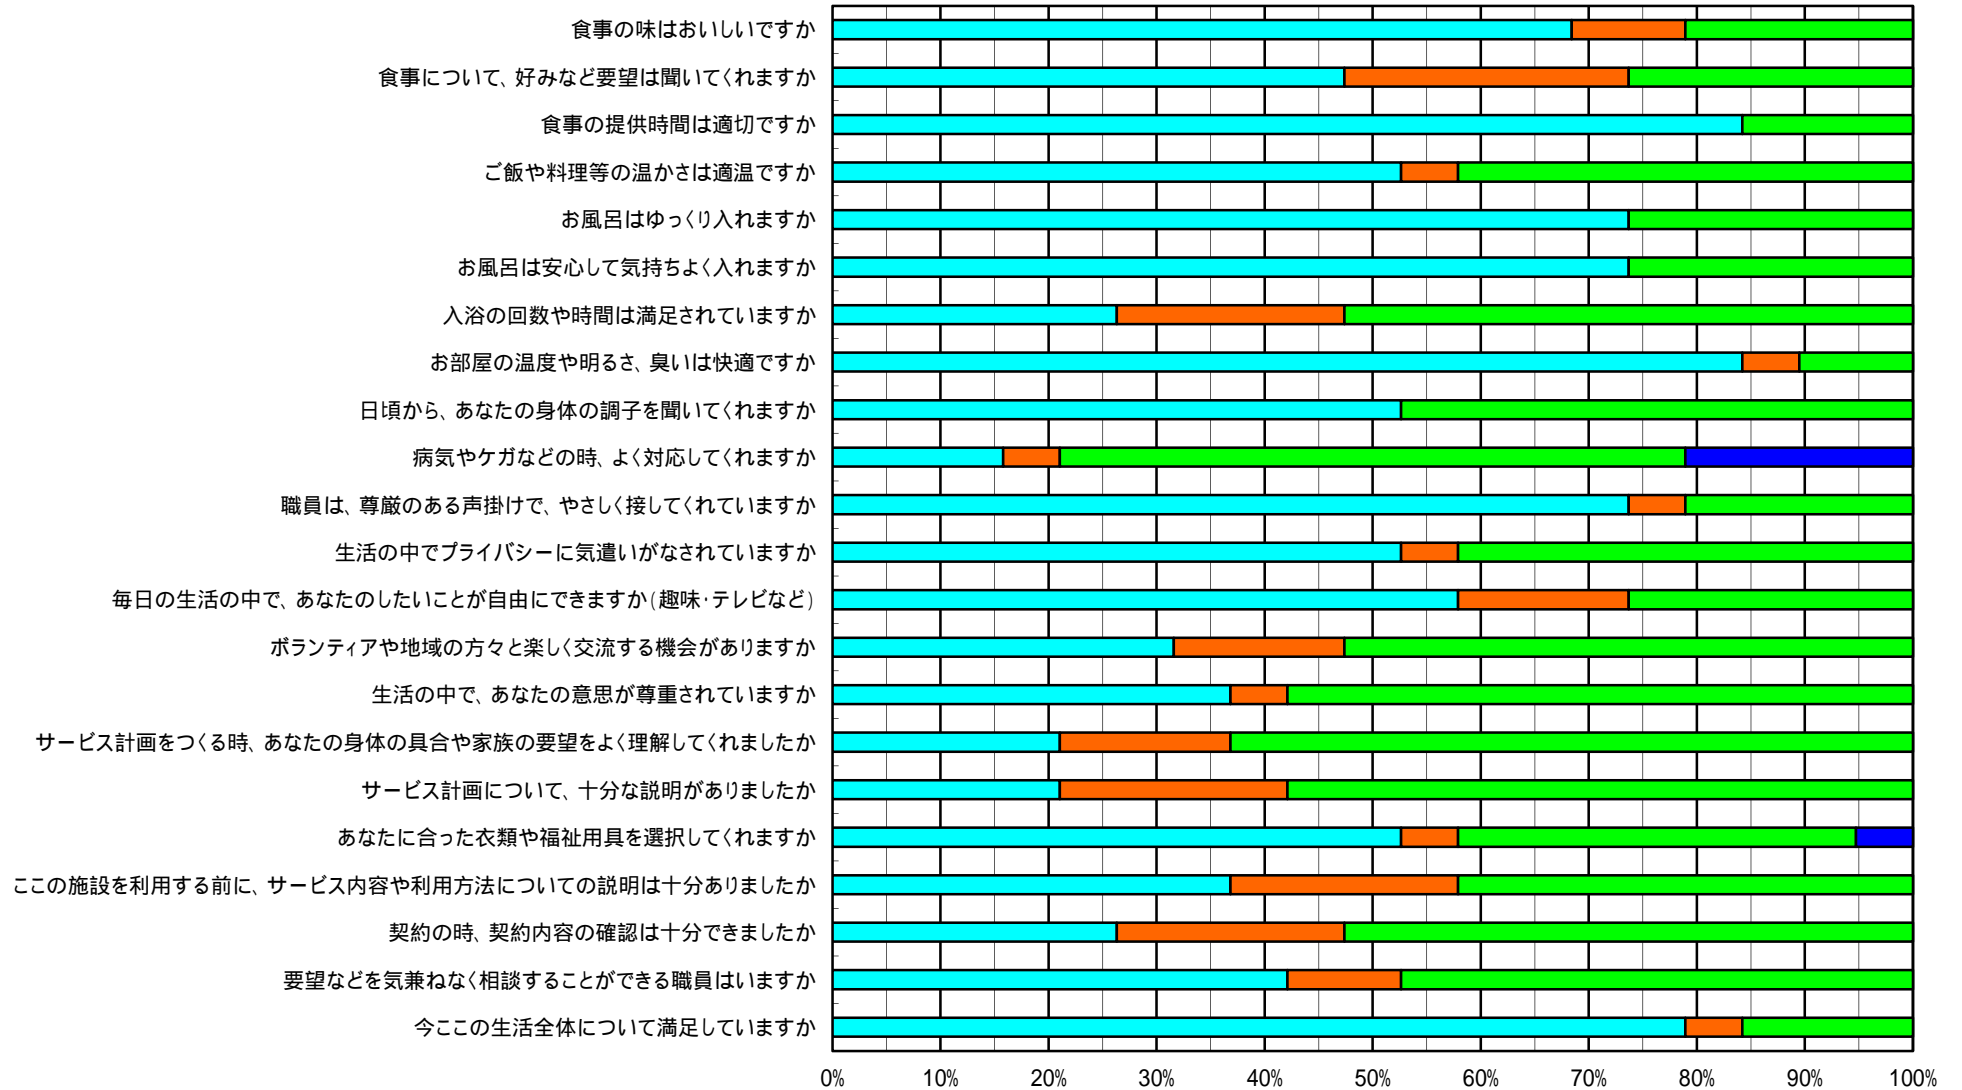 食事の味はおいしいですか
食事について、好みなど要望は聞いてくれますか
食事の提供時間は適切ですか
ご飯や料理等の温かさは適温ですか
お風呂はゆっくり入れますか
お風呂は安心して気持ちよく入れますか
入浴の回数や時間は満足されていますか
お部屋の温度や明るさ、臭いは快適ですか
日頃から、あなたの身体の調子を聞いてくれますか
病気やケガなどの時、よく対応してくれますか
職員は、尊厳のある声掛けで、やさしく接してくれていますか
生活の中でプライバシーに気遣いがなされていますか
毎日の生活の中で、あなたのしたいことが自由にできますか(趣味・テレビなど)
ボランティアや地域の方々と楽しく交流する機会がありますか
生活の中で、あなたの意思が尊重されていますか
サービス計画をつくる時、あなたの身体の具合や家族の要望をよく理解してくれましたか
サービス計画について、十分な説明がありましたか
あなたに合った衣類や福祉用具を選択してくれますか
ここの施設を利用する前に、サービス内容や利用方法についての説明は十分ありましたか
契約の時、契約内容の確認は十分できましたか
要望などを気兼ねなく相談することができる職員はいますか
今ここの生活全体について満足していますか
0% 10% 20% 30% 40% 50% 60% 70% 80% 90% 100%